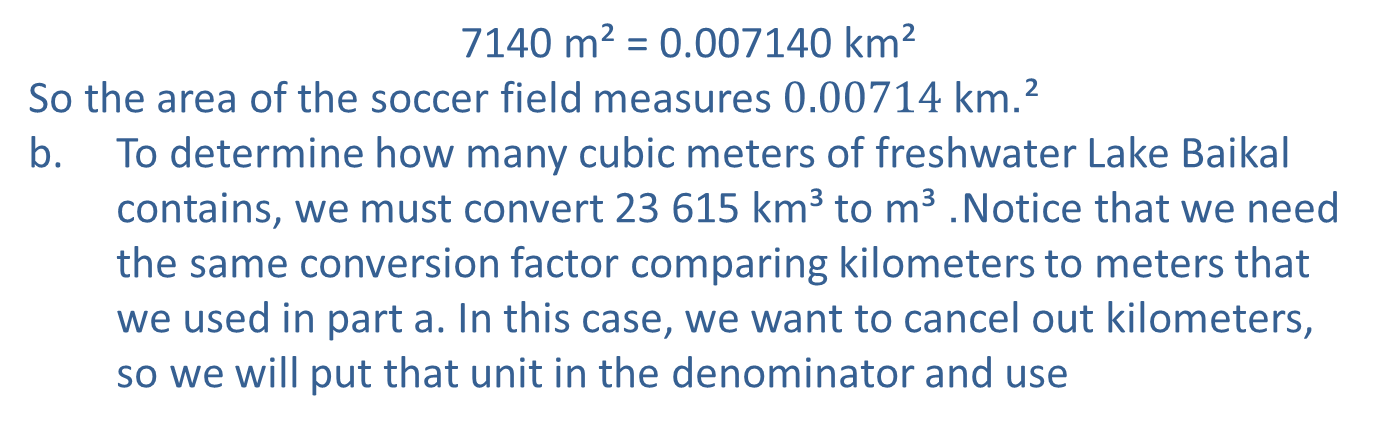 7140 m² = 0.007140 km²
So the area of the soccer field measures 0.00714 km.²
b. To determine how many cubic meters of freshwater Lake Baikal
contains, we must convert 23 615 km³ to m³ .Notice that we need
the same conversion factor comparing kilometers to meters that
we used in part a. In this case, we want to cancel out kilometers,
so we will put that unit in the denominator and use